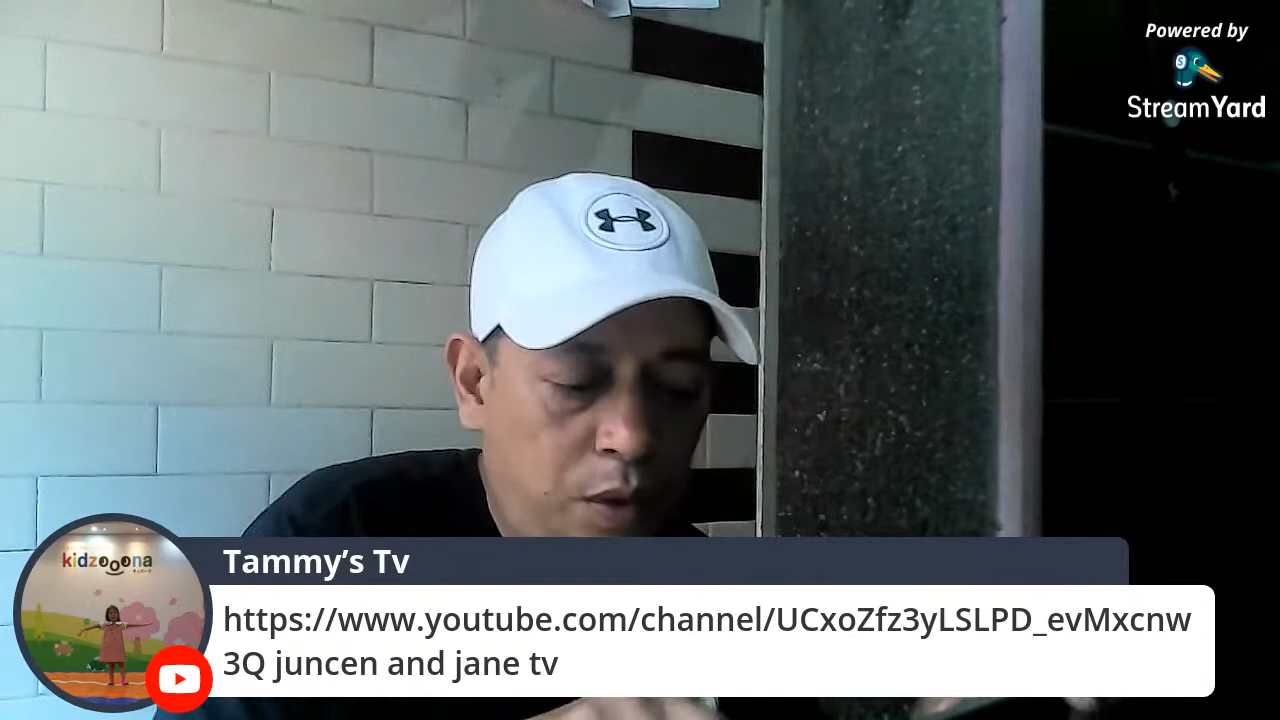 Powered by
StreamYard
kidzooona
Tammy's Tv
https://www.youtube.com/channel/UCxoZfz3yLSLPD_evMxcnw
3Q juncen and jane tv